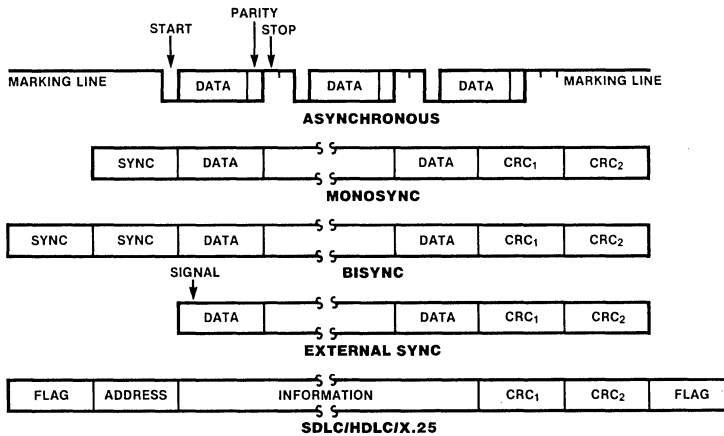 PARITY
START STOP
MARKING LINE DATA DATA DATA MARKING LINE
ASYNCHRONOUS
SYNC DATA DATA CRC₁ CRC₂
MONOSYNC
SYNC SYNC DATA DATA CRC₁ CRC₂
BISYNC
SIGNAL
DATA DATA CRC₁ CRC₂
EXTERNAL SYNC
FLAG ADDRESS INFORMATION CRC₁ CRC₂ FLAG
SDLC/HDLC/X.25